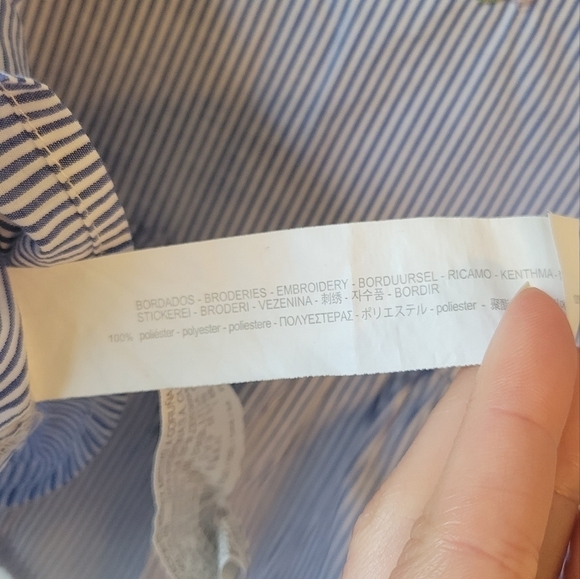 BORDADOS - BRODERIES - EMBROIDERY - BORDUURSEL - RICAMO - KENTHMA -
STICKEREI - BRODERI - VEZENINA - 刺绣 - 자수품 - BORDIR
100% poliéster - polyester - poliestere - ΠΟΛΥΕΣΤΕΡΑΣ - ポリエステル - poliester -